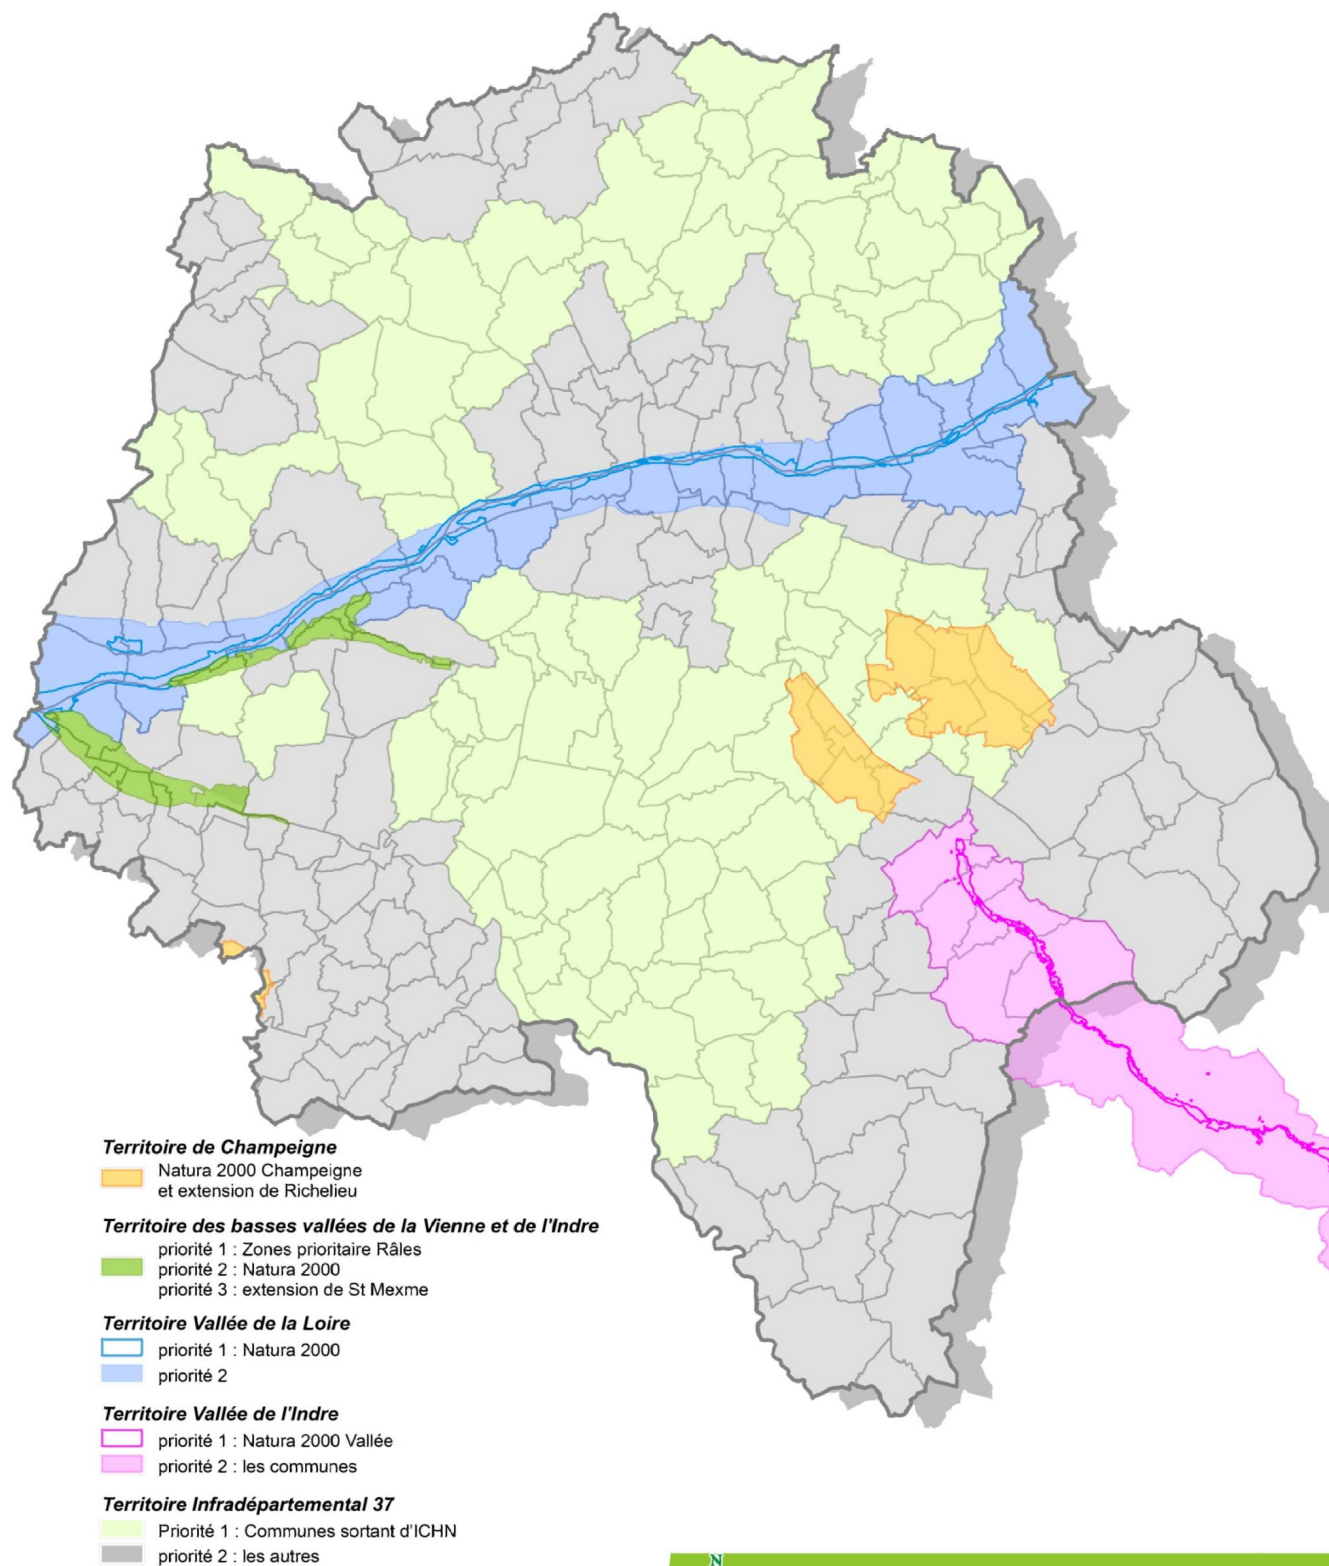 Territoire de Champeigne
Natura 2000 Champeigne
et extension de Richelieu
Territoire des basses vallées de la Vienne et de l'Indre
priorité 1 : Zones prioritaire Râles
priorité 2 : Natura 2000
priorité 3 : extension de St Mexme
Territoire Vallée de la Loire
priorité 1 : Natura 2000
priorité 2
Territoire Vallée de l'Indre
priorité 1 : Natura 2000 Vallée
priorité 2 : les communes
Territoire Infradépartemental 37
Priorité 1 : Communes sortant d'ICHN
priorité 2 : les autres
N